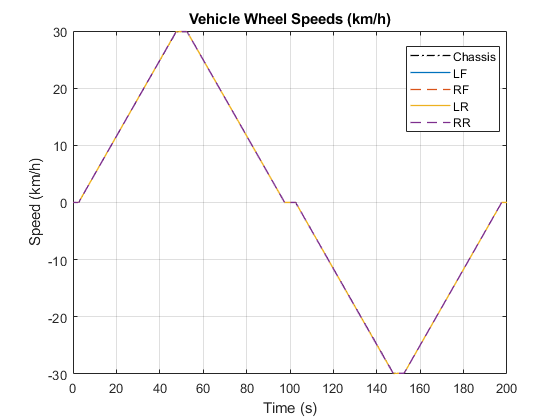 Vehicle Wheel Speeds (km/h)
Speed (km/h)
30
20
10
0
-10
-20
-30
Chassis
LF
RF
LR
RR
0 20 40 60 80 100 120 140 160 180 200
Time (s)